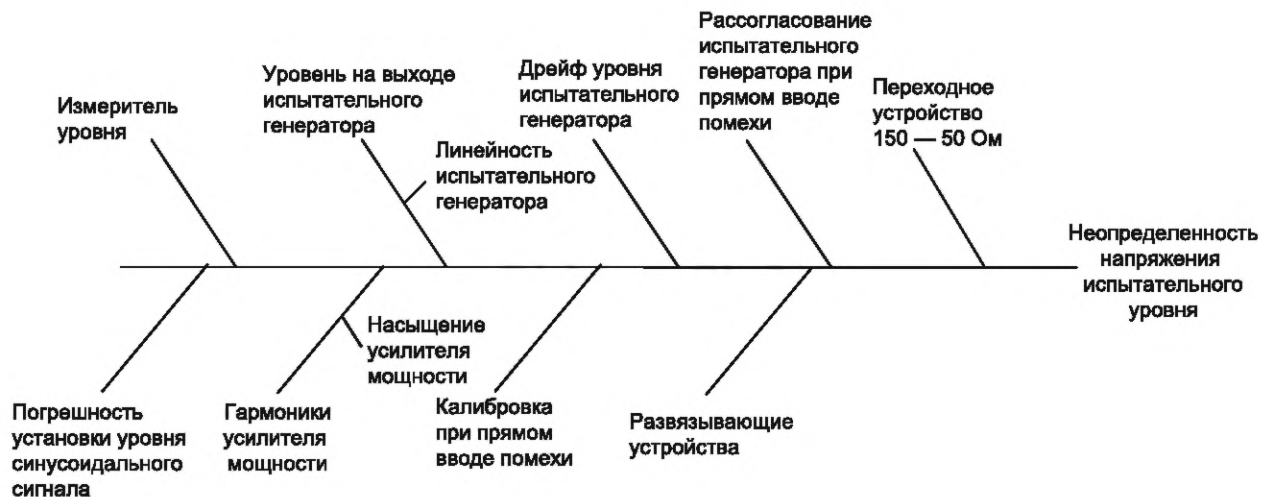 Измеритель
уровня
Уровень на выходе
испытательного
генератора
Линейность
испытательного
генератора
Дрейф уровня
испытательного
генератора
Рассогласование
испытательного
генератора при
прямом вводе
помехи
Переходное
устройство
150 — 50 Ом
Неопределенность
напряжения
испытательного
уровня
Погрешность
установки уровня
синусоидального
сигнала
Гармоники
усилителя
мощности
Насыщение
усилителя
мощности
Калибровка
при прямом
вводе помехи
Развязывающие
устройства